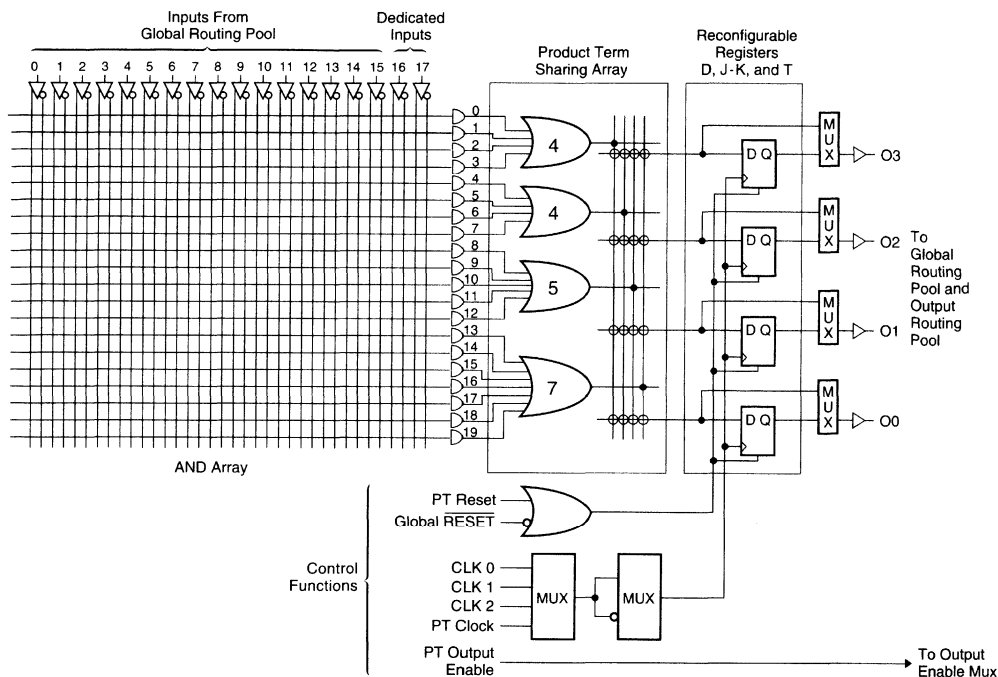 Inputs From
Global Routing Pool
Dedicated
Inputs
0 1 2 3 4 5 6 7 8 9 10 11 12 13 14 15 16 17
Product Term
Sharing Array
Reconfigurable
Registers
D, J-K, and T
0
1
2
3
4
5
6
7
8
9
10
11
12
13
14
15
16
17
18
19
4
4
5
7
D Q
D Q
D Q
D Q
MUX
MUX
MUX
MUX
O3
O2
O1
O0
To
Global
Routing
Pool and
Output
Routing
Pool
AND Array
Control
Functions
PT Reset
Global RESET
CLK 0
CLK 1
CLK 2
PT Clock
MUX
MUX
PT Output
Enable
To Output
Enable Mux